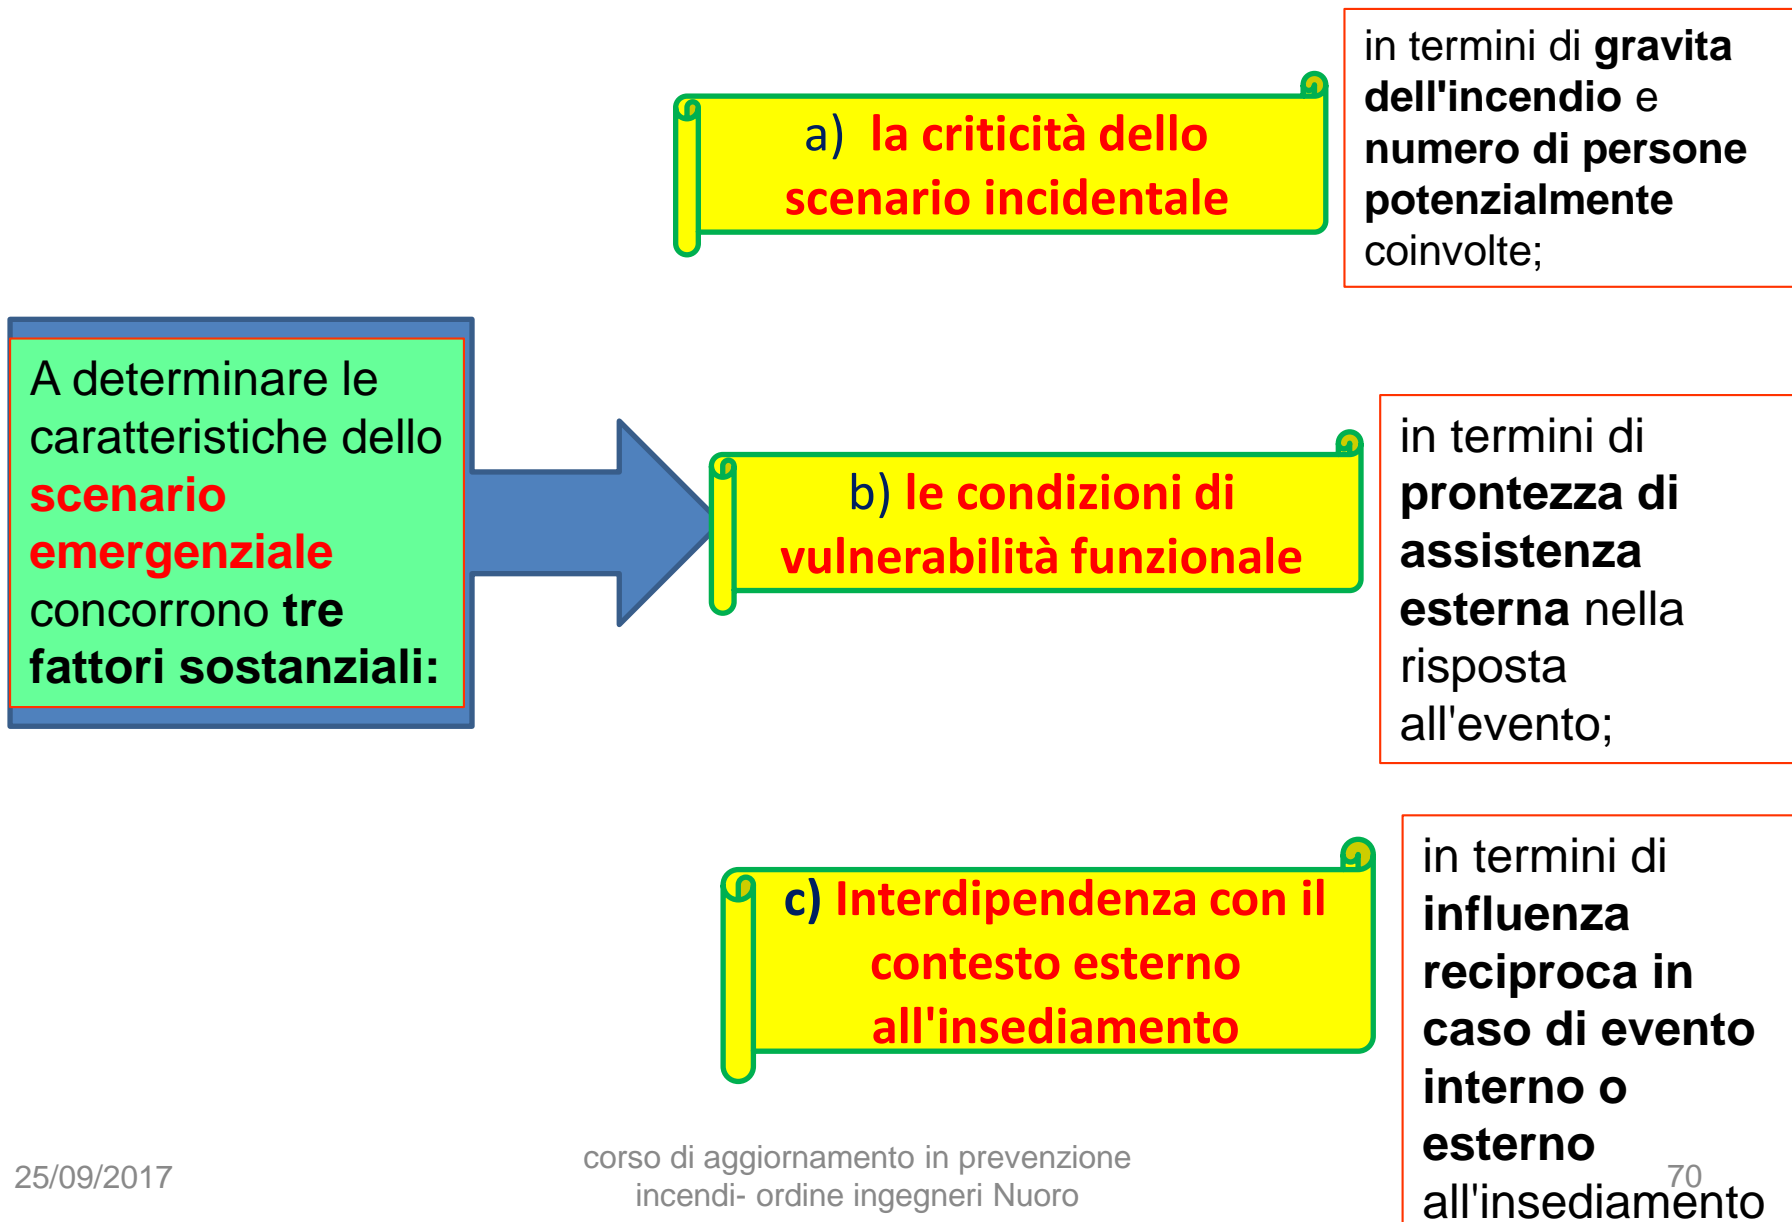 A determinare le
caratteristiche dello
scenario
emergenziale
concorrono tre
fattori sostanziali:
a) la criticità dello
scenario incidentale
in termini di gravita
dell'incendio e
numero di persone
potenzialmente
coinvolte;
b) le condizioni di
vulnerabilità funzionale
in termini di
prontezza di
assistenza
esterna nella
risposta
all'evento;
c) Interdipendenza con il
contesto esterno
all'insediamento
in termini di
influenza
reciproca in
caso di evento
interno o
esterno
all'insediamento
25/09/2017
corso di aggiornamento in prevenzione
incendi- ordine ingegneri Nuoro
70